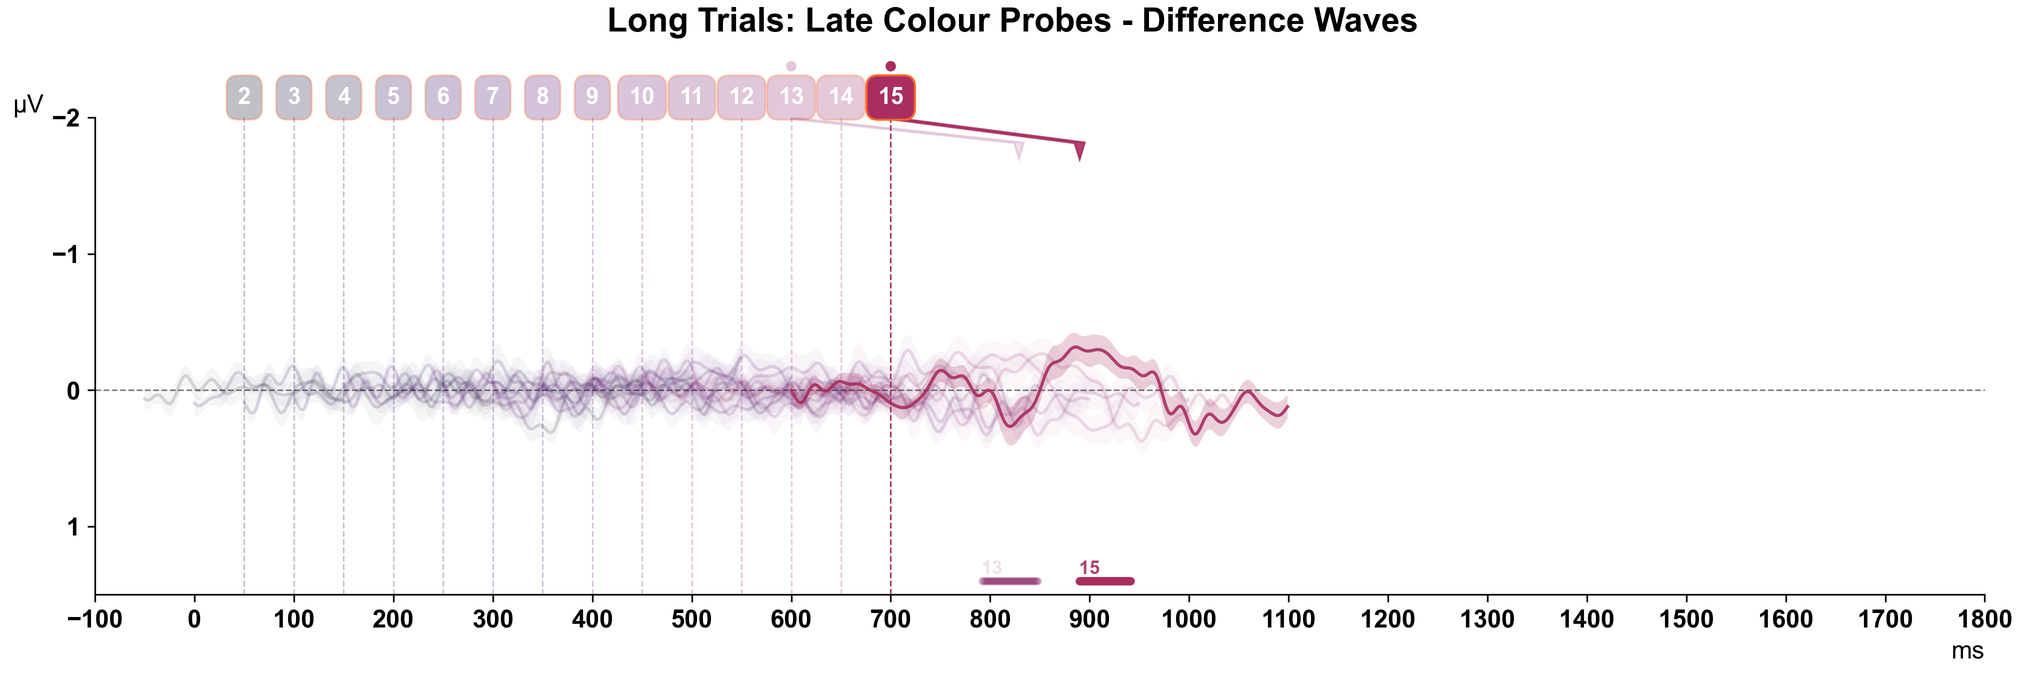 Long Trials: Late Colour Probes - Difference Waves
2 3 4 5 6 7 8 9 10 11 12 13 14 15
µV
−2
−1
0
1
13 15
−100 0 100 200 300 400 500 600 700 800 900 1000 1100 1200 1300 1400 1500 1600 1700 1800
ms